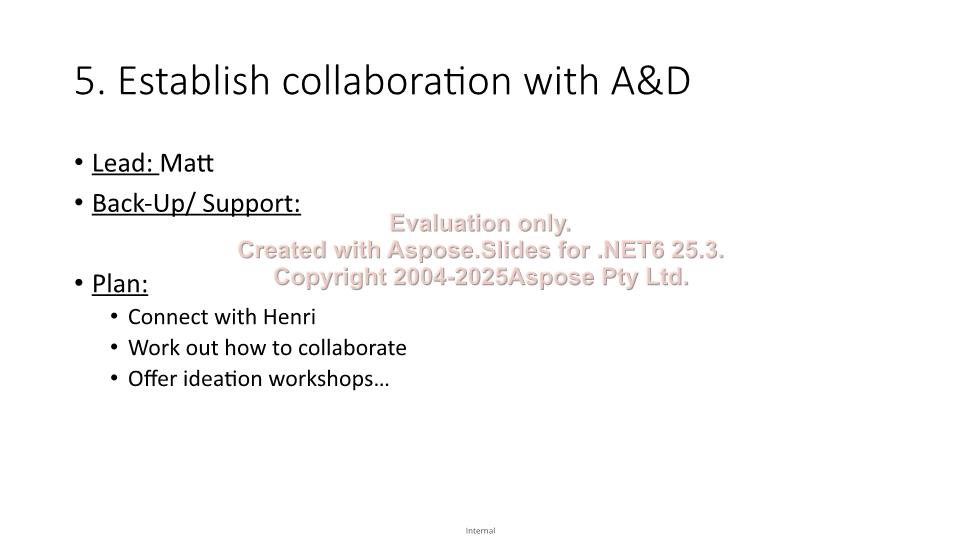 5. Establish collaboration with A&D
• Lead: Matt
• Back-Up/ Support:
Evaluation only.
Created with Aspose.Slides for .NET6 25.3.
Copyright 2004-2025Aspose Pty Ltd.
• Plan:
• Connect with Henri
• Work out how to collaborate
• Offer ideation workshops…
Internal